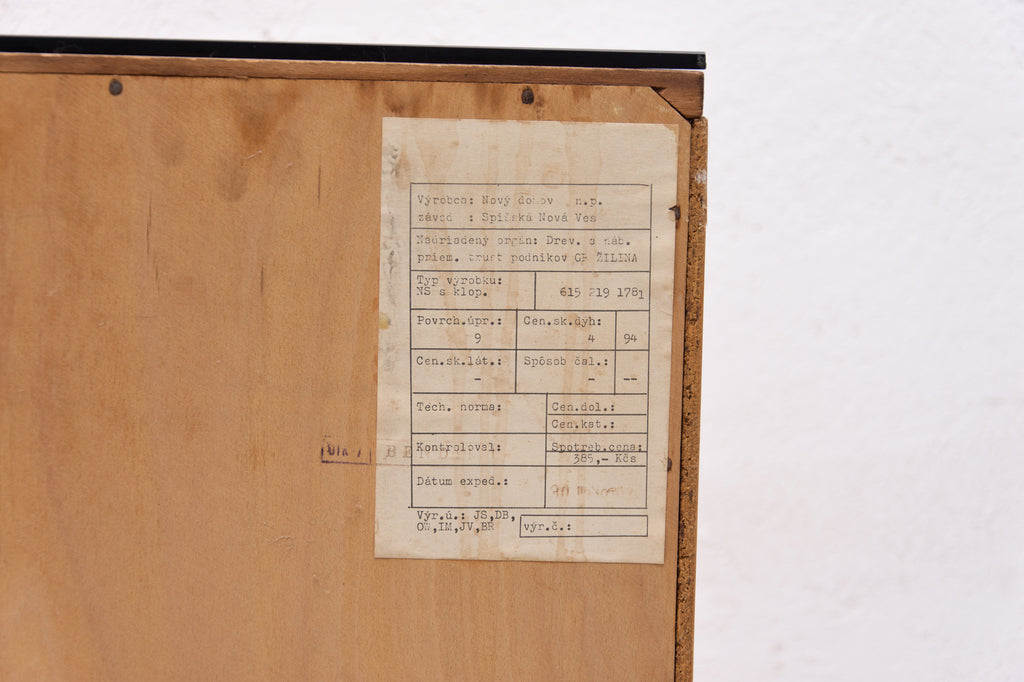 Výrobca: Nový domov n.p.
závod : Spišská Nová Ves
Nadriadený orgán: Drev. a náb.
priem. trust podnikov GR ŽILINA
Typ výrobku:
NS s klop.
615 219 1781
Povrch.úpr.:
9
Cen.sk.dyh:
4
94
Cen.sk.lát.:
-
Spôsob čal.:
-
--
Tech. norma:
Cen.dol.:
Cen.kat.:
Kontroloval:
Spotreb.cena:
385,- Kčs
Dátum exped.:
Výr.ú.: JS,DB,
OW,IM,JV,BR
výr.č.: